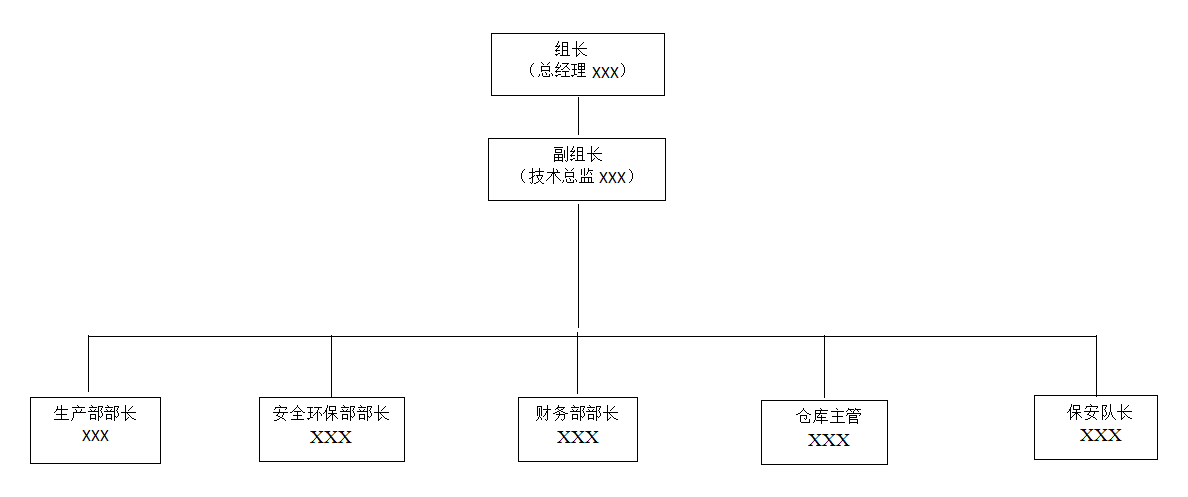 组长
（总经理 XXX）
副组长
（技术总监 XXX）
生产部部长
XXX
安全环保部部长
XXX
财务部部长
XXX
仓库主管
XXX
保安队长
XXX